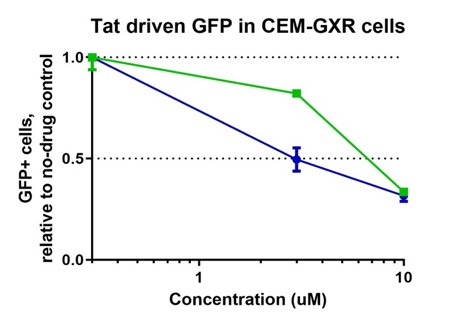 Tat driven GFP in CEM-GXR cells
GFP+ cells,
relative to no-drug control
1.0
0.5
0.0
1
10
Concentration (uM)